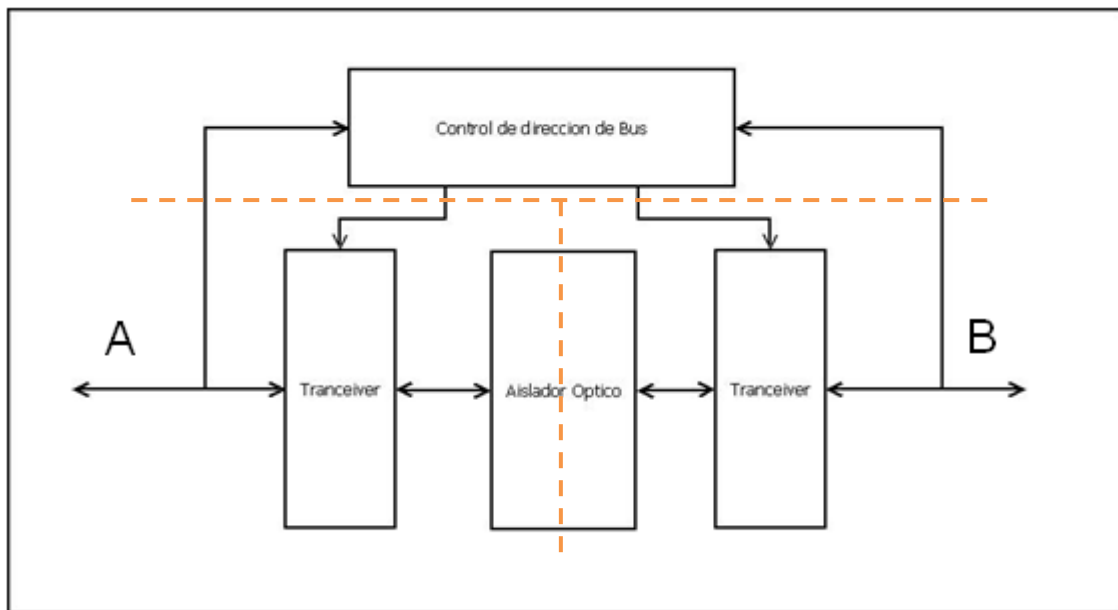 Control de direccion de Bus
A
B
Tranceiver
Aislador Optico
Tranceiver